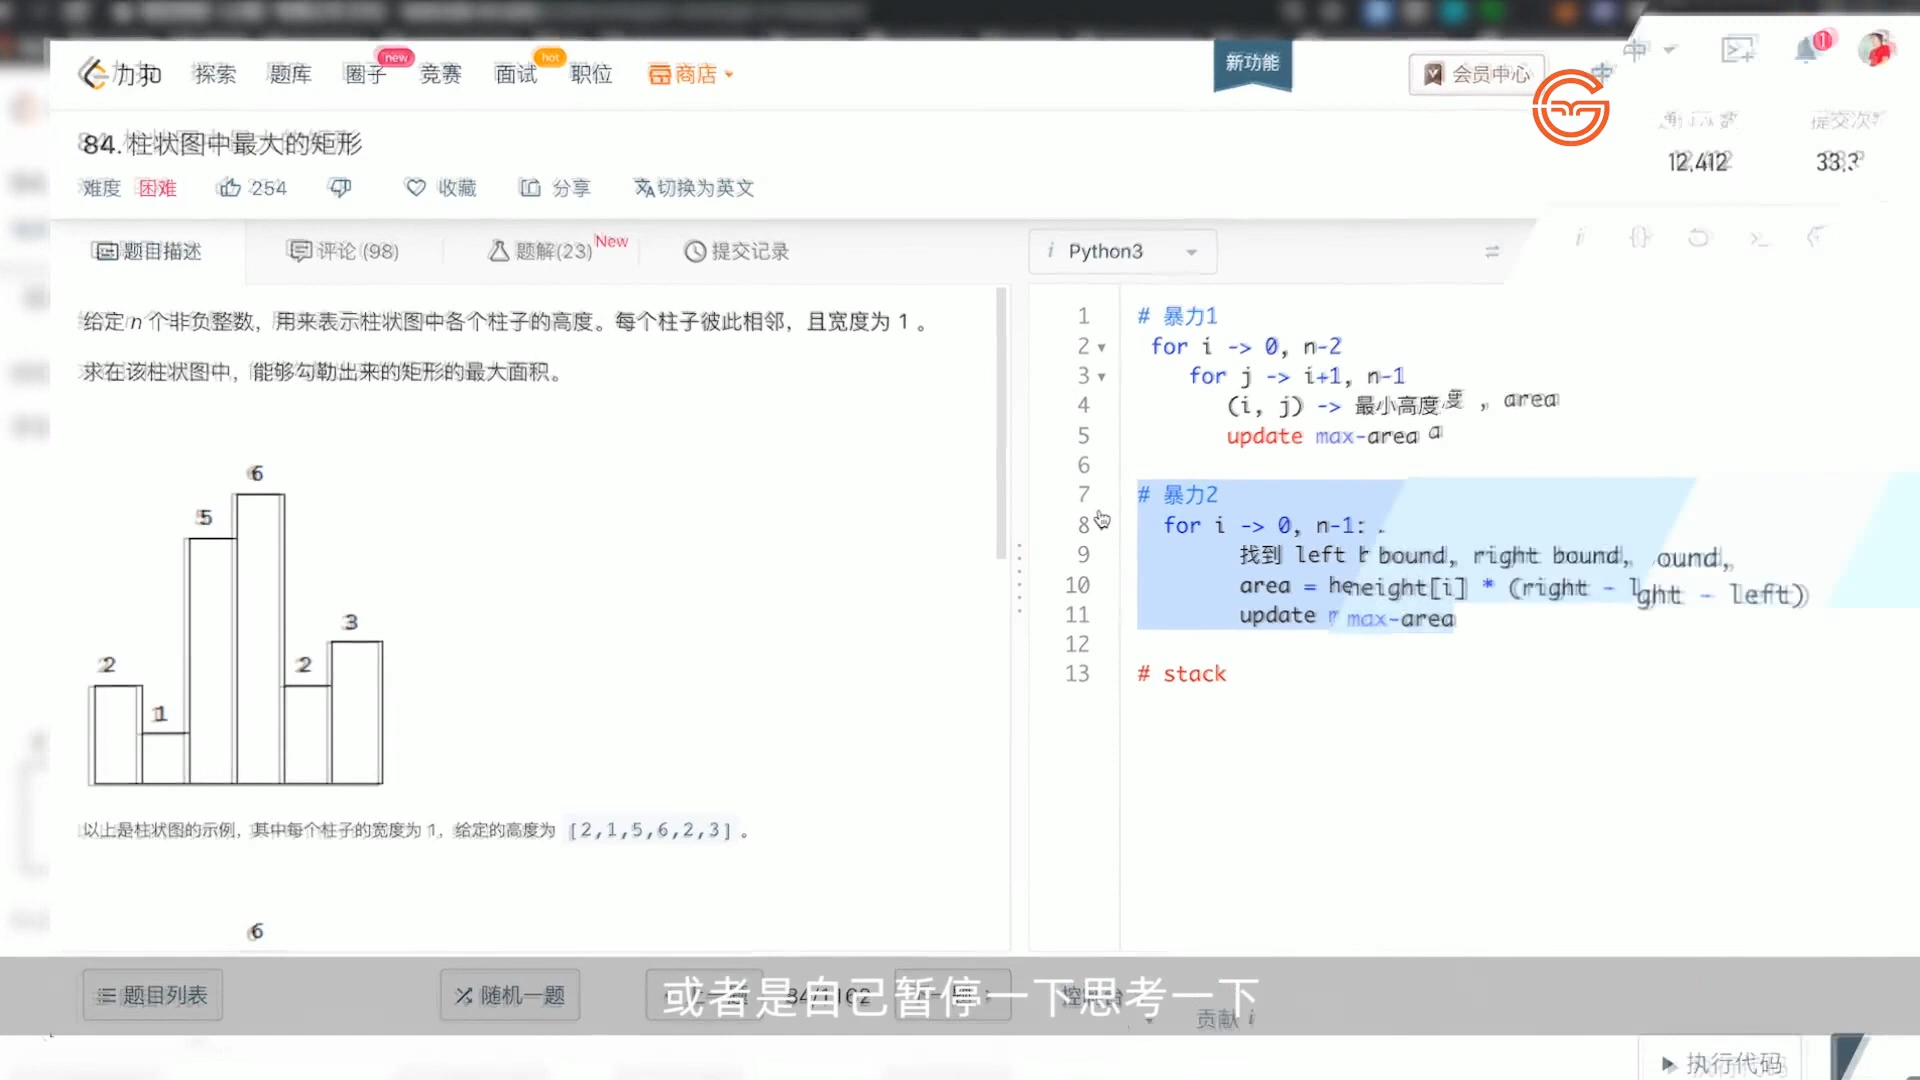 力扣 探索 题库 圈子 new 竞赛 面试 hot 职位 商店 新功能 会员中心 中 1
84. 柱状图中最大的矩形
提交次
12,412 33,3
难度 困难 254 收藏 分享 切换为英文
题目描述 评论 (98) 题解(23) New 提交记录
i Python3
给定 n 个非负整数，用来表示柱状图中各个柱子的高度。每个柱子彼此相邻，且宽度为 1 。
求在该柱状图中，能够勾勒出来的矩形的最大面积。
6
5
3
2 2
1
以上是柱状图的示例，其中每个柱子的宽度为 1，给定的高度为 [2,1,5,6,2,3] 。
6
1 # 暴力1
2 for i -> 0, n-2
3 for j -> i+1, n-1
4 (i, j) -> 最小高度 , area
5 update max-area
6
7 # 暴力2
8 for i -> 0, n-1:
9 找到 left bound, right bound,
10 area = height[i] * (right - left)
11 update max-area
12
13 # stack
题目列表 随机一题 84/1162
或者是自己暂停一下思考一下
贡献 i
执行代码